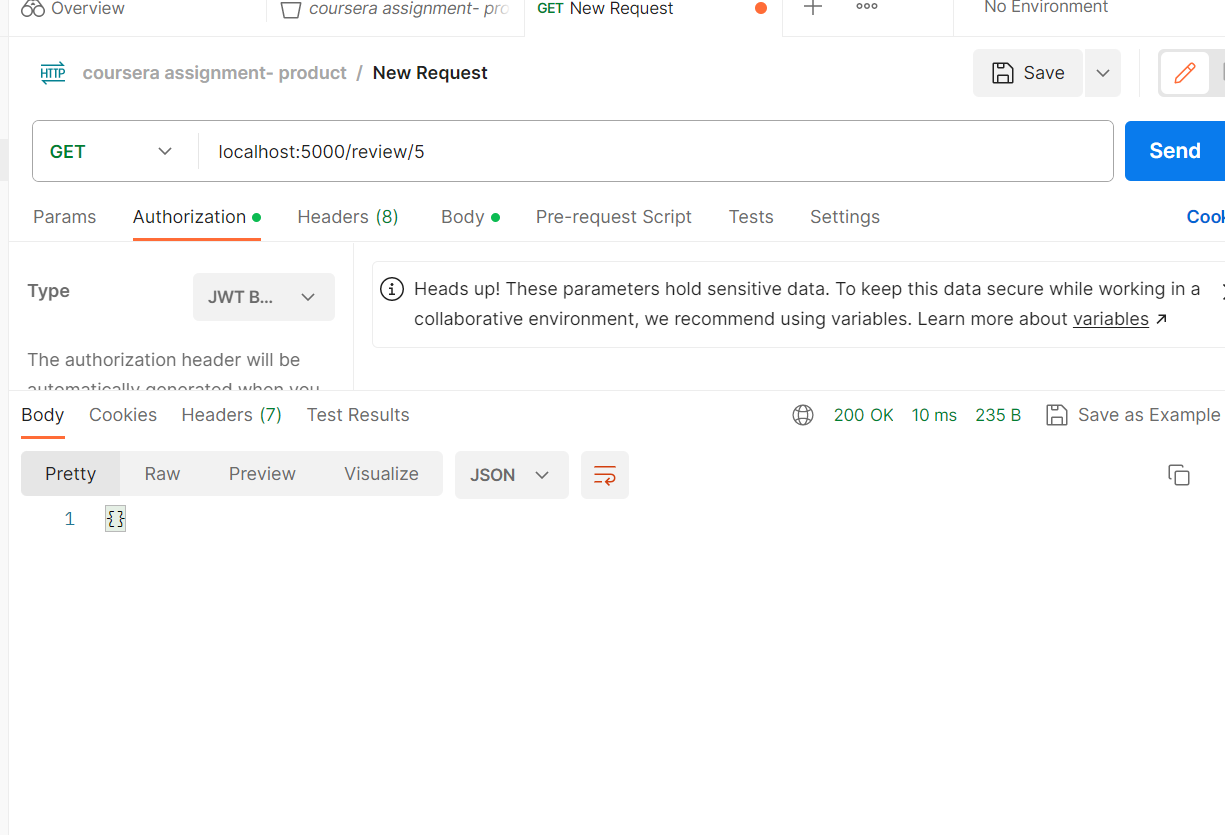 Overview
coursera assignment- pro
GET New Request
No Environment
HTTP coursera assignment- product / New Request
Save
GET
localhost:5000/review/5
Send
Params Authorization Headers (8) Body Pre-request Script Tests Settings
Type
JWT B...
Heads up! These parameters hold sensitive data. To keep this data secure while working in a
collaborative environment, we recommend using variables. Learn more about variables
The authorization header will be
automatically generated when you
Body Cookies Headers (7) Test Results
200 OK 10 ms 235 B Save as Example
Pretty Raw Preview Visualize JSON
1 {}